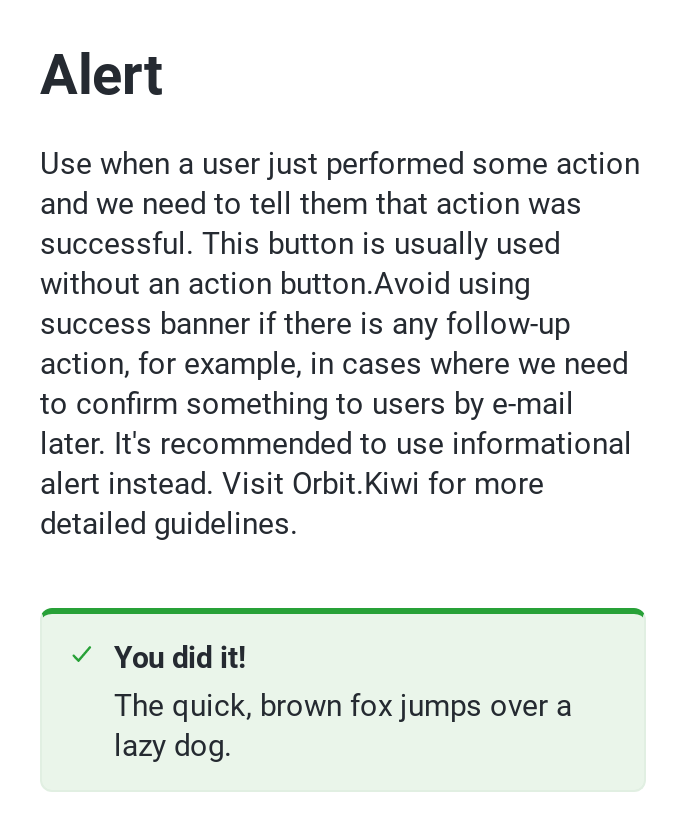 Alert
Use when a user just performed some action
and we need to tell them that action was
successful. This button is usually used
without an action button.Avoid using
success banner if there is any follow-up
action, for example, in cases where we need
to confirm something to users by e-mail
later. It's recommended to use informational
alert instead. Visit Orbit.Kiwi for more
detailed guidelines.
You did it!
The quick, brown fox jumps over a
lazy dog.